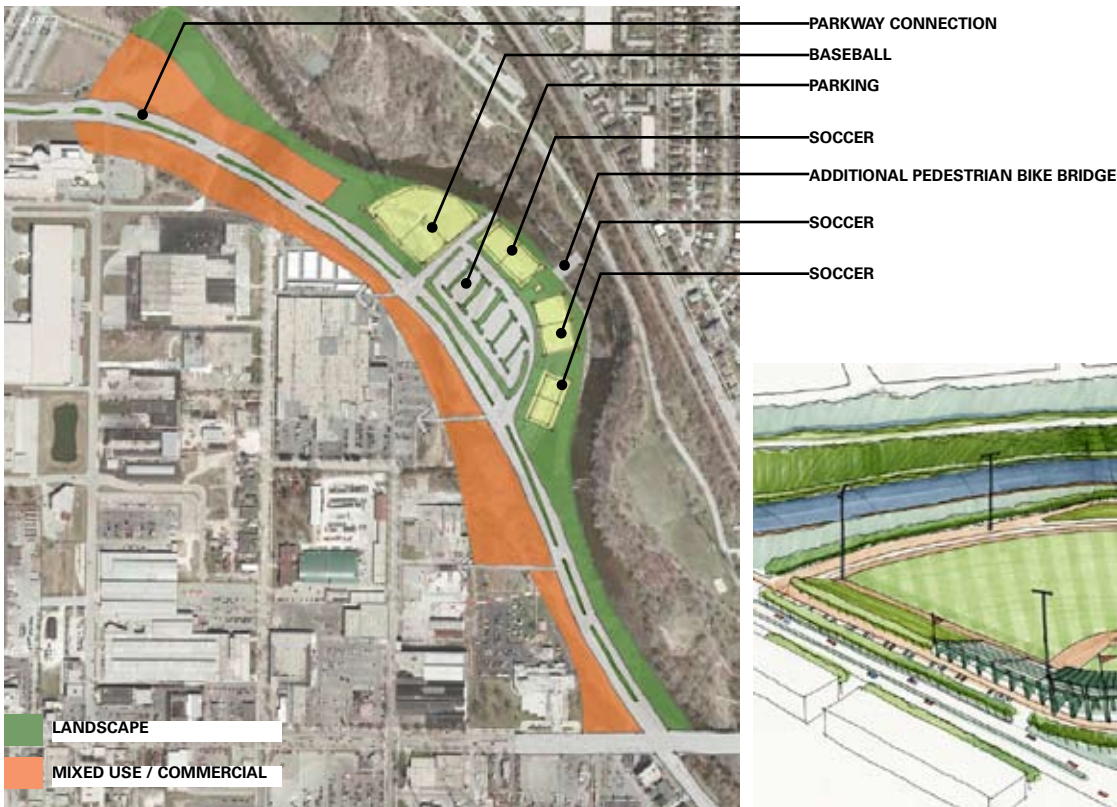 PARKWAY CONNECTION
BASEBALL
PARKING
SOCCER
ADDITIONAL PEDESTRIAN BIKE BRIDGE
SOCCER
SOCCER
LANDSCAPE
MIXED USE / COMMERCIAL